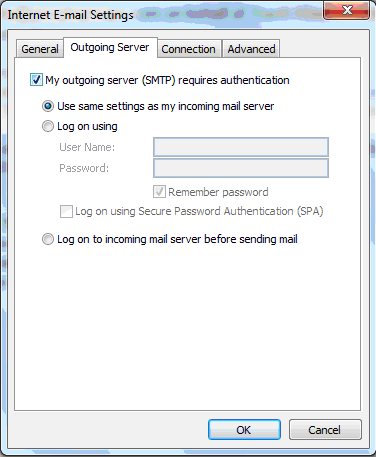 Internet E-mail Settings
General Outgoing Server Connection Advanced
My outgoing server (SMTP) requires authentication
Use same settings as my incoming mail server
Log on using
User Name:
Password:
Remember password
Log on using Secure Password Authentication (SPA)
Log on to incoming mail server before sending mail
OK Cancel